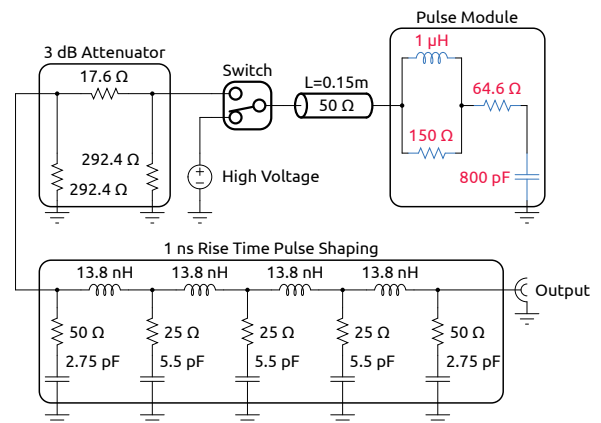 Pulse Module
3 dB Attenuator
1 µH
17.6 Ω
Switch
L=0.15m
64.6 Ω
50 Ω
150 Ω
292.4 Ω
292.4 Ω
+
−
High Voltage
800 pF
1 ns Rise Time Pulse Shaping
13.8 nH 13.8 nH 13.8 nH 13.8 nH
Output
50 Ω 25 Ω 25 Ω 25 Ω 50 Ω
2.75 pF 5.5 pF 5.5 pF 5.5 pF 2.75 pF